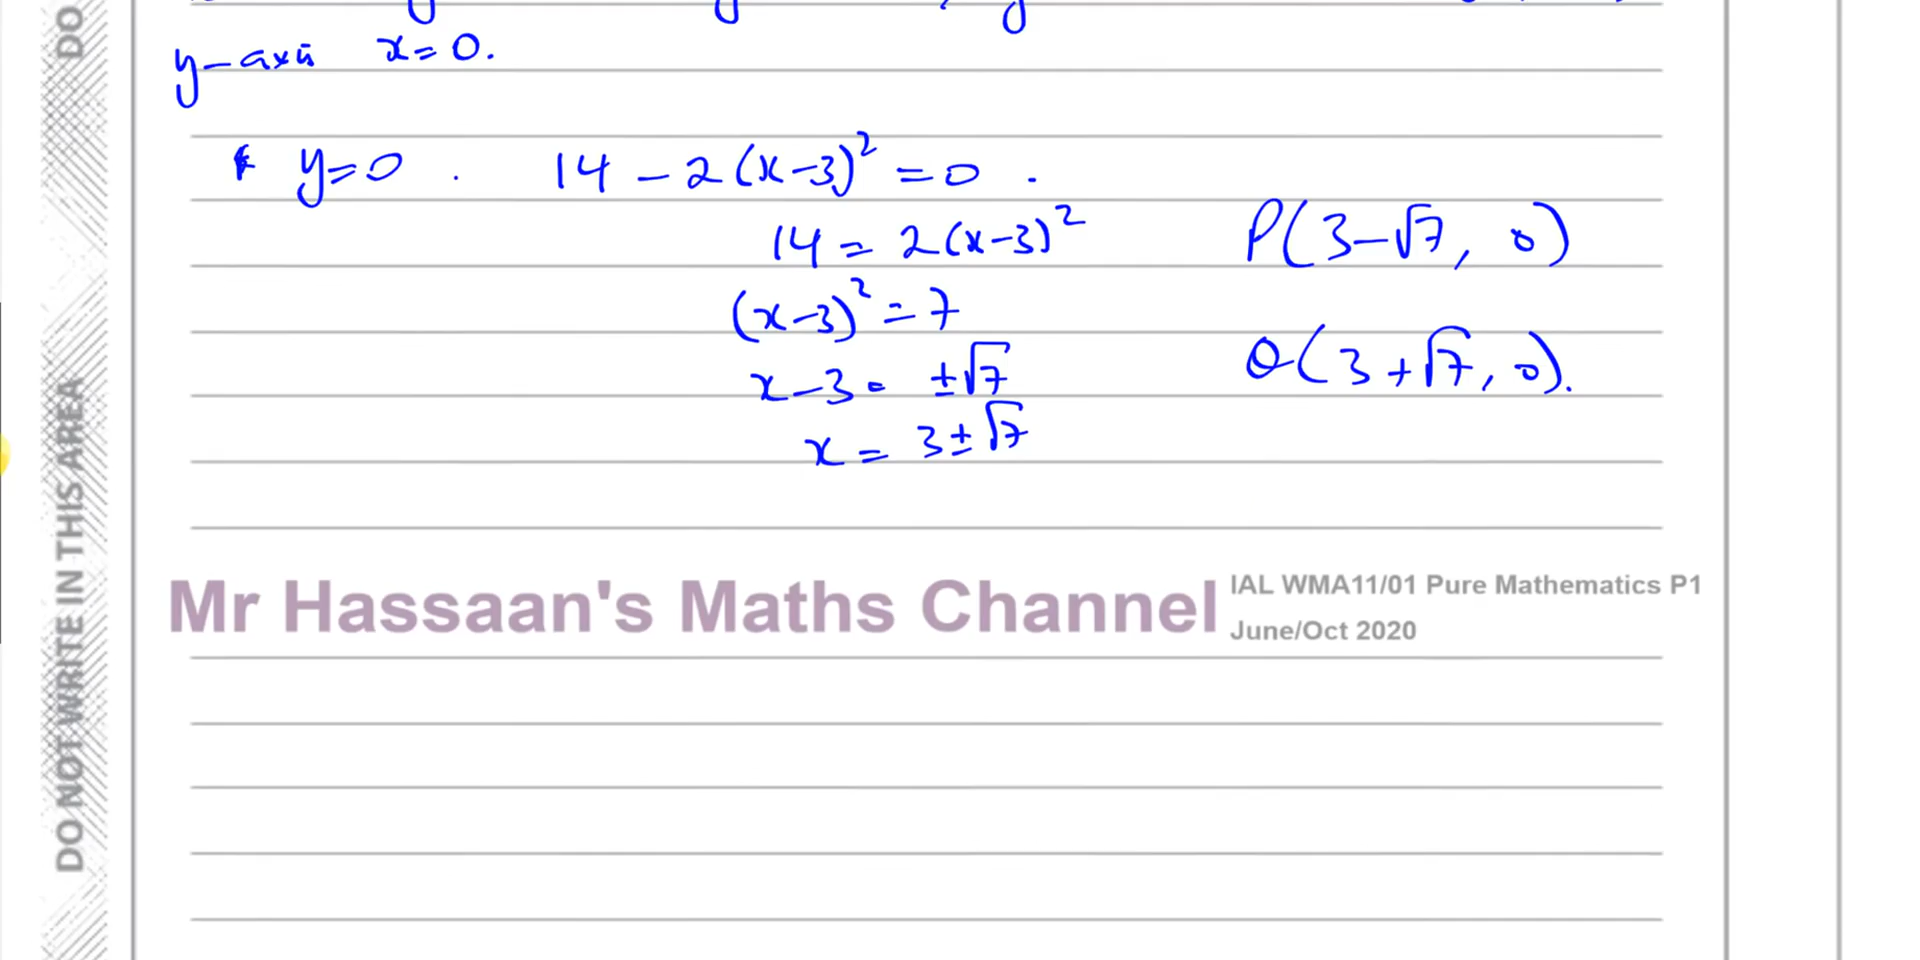 y-axis x=0.
* y=0 . 14 - 2(x-3)² = 0 .
14 = 2(x-3)²
P(3-√7, 0)
(x-3)² = 7
x-3 = ±√7
Q(3+√7, 0).
x = 3±√7
Mr Hassaan's Maths Channel
IAL WMA11/01 Pure Mathematics P1
June/Oct 2020
DO NOT WRITE IN THIS AREA
DO